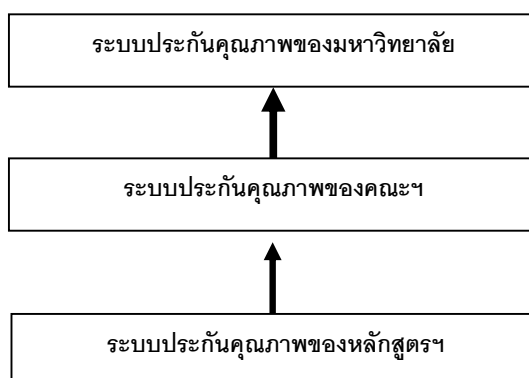 ระบบประกันคุณภาพของมหาวิทยาลัย
ระบบประกันคุณภาพของคณะฯ
ระบบประกันคุณภาพของหลักสูตรฯ